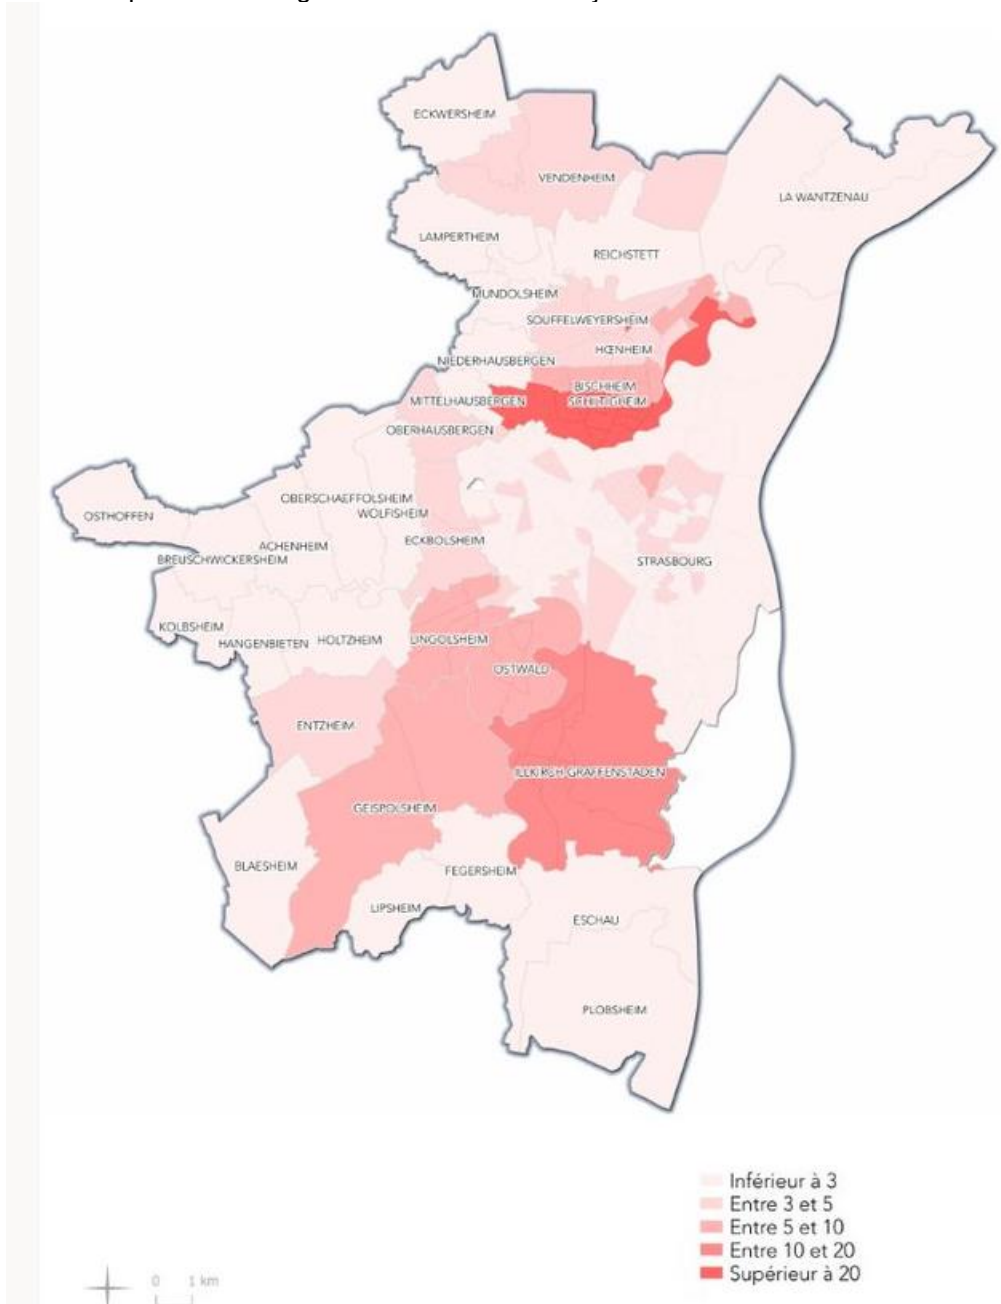 ECKWERSHEIM
VENDENHEIM
LA WANTZENAU
LAMPERTHEIM
REICHSTETT
MUNDOLSHEIM
SOUFFELWEYERSHEIM
HŒNHEIM
NIEDERHAUSBERGEN
BISCHHEIM
MITTELHAUSBERGEN
SCHILTIGHEIM
OBERHAUSBERGEN
OBERSCHAEFFOLSHEIM
WOLFISHEIM
OSTHOFFEN
ECKBOLSHEIM
ACHENHEIM
BREUSCHWICKERSHEIM
STRASBOURG
KOLBSHEIM
HANGENBIETEN
HOLTZHEIM
LINGOLSHEIM
OSTWALD
ENTZHEIM
ILLKIRCH-GRAFFENSTADEN
GEISPOLSHEIM
BLAESHEIM
FEGERSHEIM
LIPSHEIM
ESCHAU
PLOBSHEIM
Inférieur à 3
Entre 3 et 5
Entre 5 et 10
Entre 10 et 20
Supérieur à 20
0 1 km